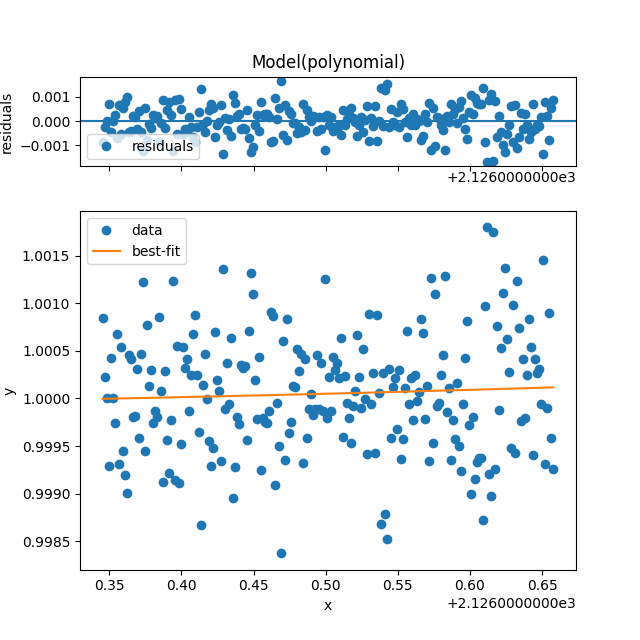 Model(polynomial)
residuals
0.001
0.000
−0.001
residuals
+2.1260000000e3
data
best-fit
y
1.0015
1.0010
1.0005
1.0000
0.9995
0.9990
0.9985
0.35 0.40 0.45 0.50 0.55 0.60 0.65
x
+2.1260000000e3